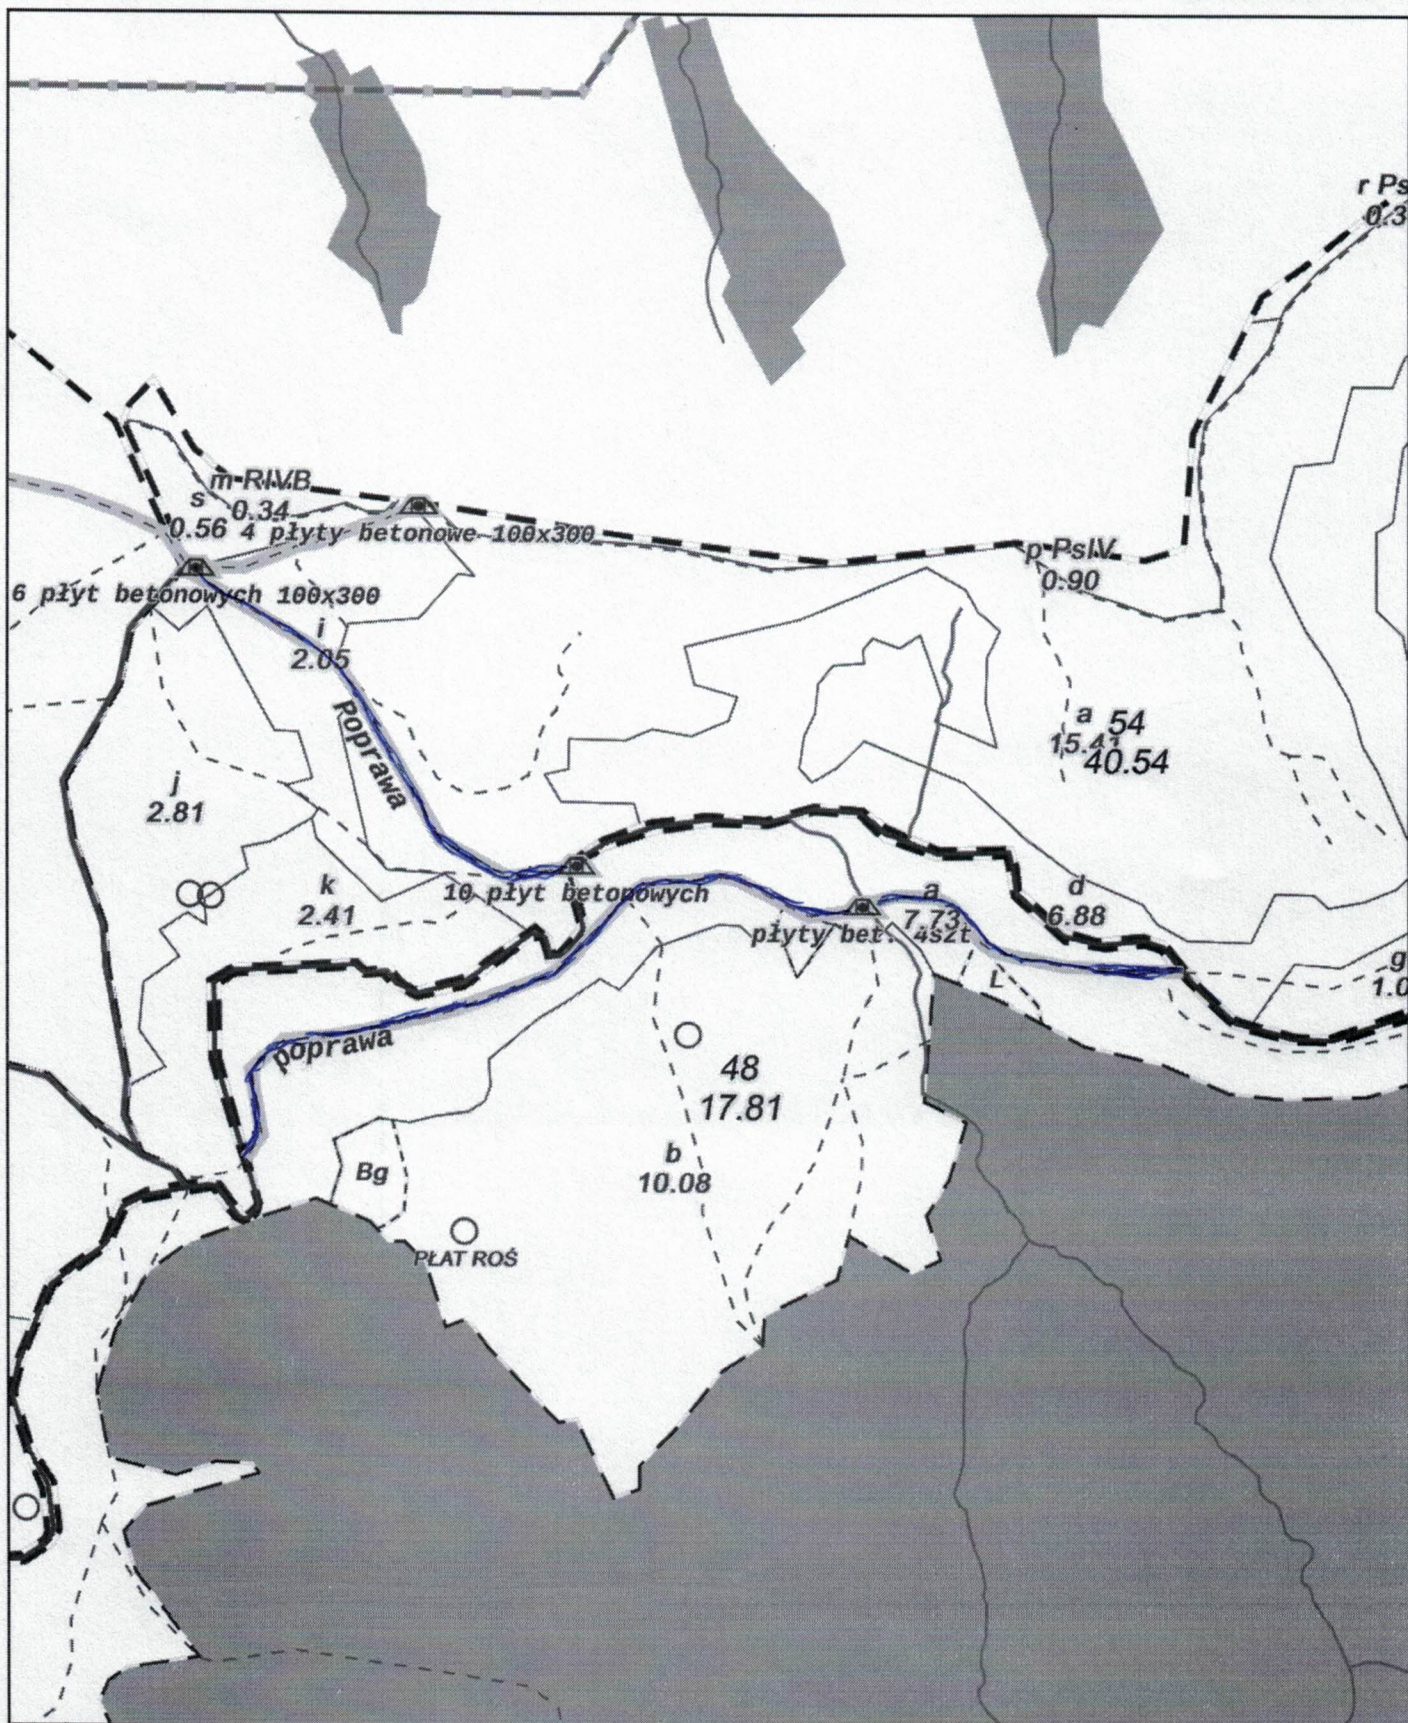 r Ps
0.3
m RIVB
s
0.34
0.56
4 płyty betonowe 100x300
p PsIV
0.90
6 płyt betonowych 100x300
i
2.05
Poprawa
a
54
15.41
40.54
j
2.81
k
2.41
10 płyt betonowych
a
7.73
płyty bet. 4szt
d
6.88
L
g
1.0
poprawa
48
17.81
b
10.08
Bg
PŁAT ROŚ